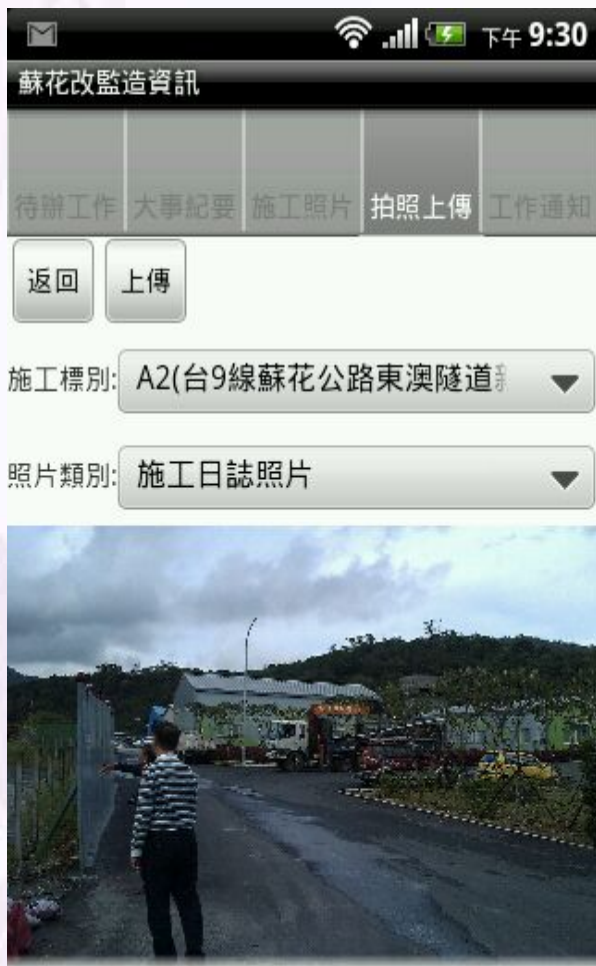 下午 9:30
蘇花改監造資訊
待辦工作 大事紀要 施工照片 拍照上傳 工作通知
返回 上傳
施工標別: A2(台9線蘇花公路東澳隧道
照片類別: 施工日誌照片